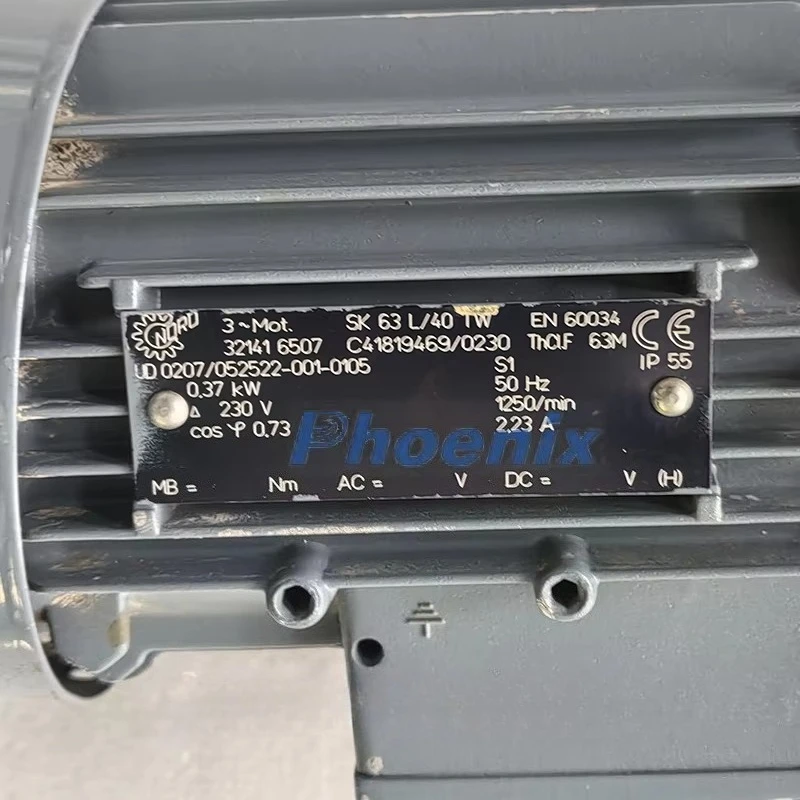 NORD 3~Mot. SK 63 L/40 TW EN 60034 CE
32141 6507 C41819469/0230 Th.Cl.F 63M IP 55
UD 0207/052522-001-0105 S1
0,37 kW 50 Hz
Δ 230 V 1250/min
cos φ 0,73 2,23 A
Phoenix
MB = Nm AC = V DC = V (H)